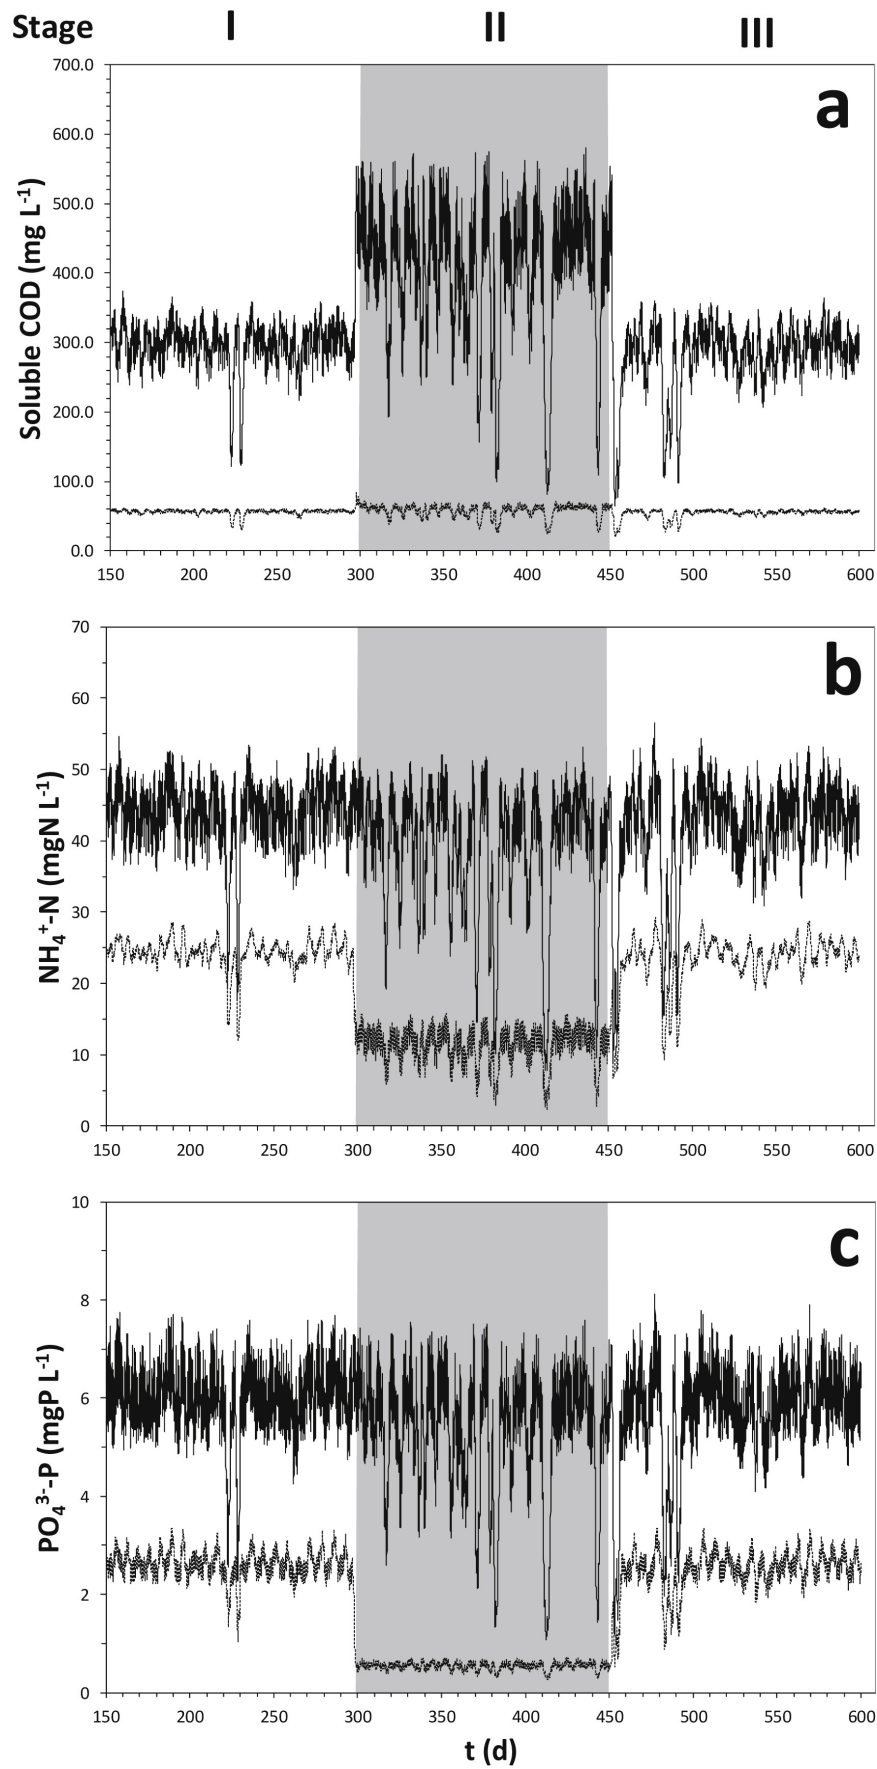 Stage I II III
a
Soluble COD (mg L⁻¹)
700.0
600.0
500.0
400.0
300.0
200.0
100.0
0.0
150 200 250 300 350 400 450 500 550 600
b
NH₄⁺-N (mgN L⁻¹)
70
60
50
40
30
20
10
0
150 200 250 300 350 400 450 500 550 600
c
PO₄³⁻-P (mgP L⁻¹)
10
8
6
4
2
0
150 200 250 300 350 400 450 500 550 600
t (d)